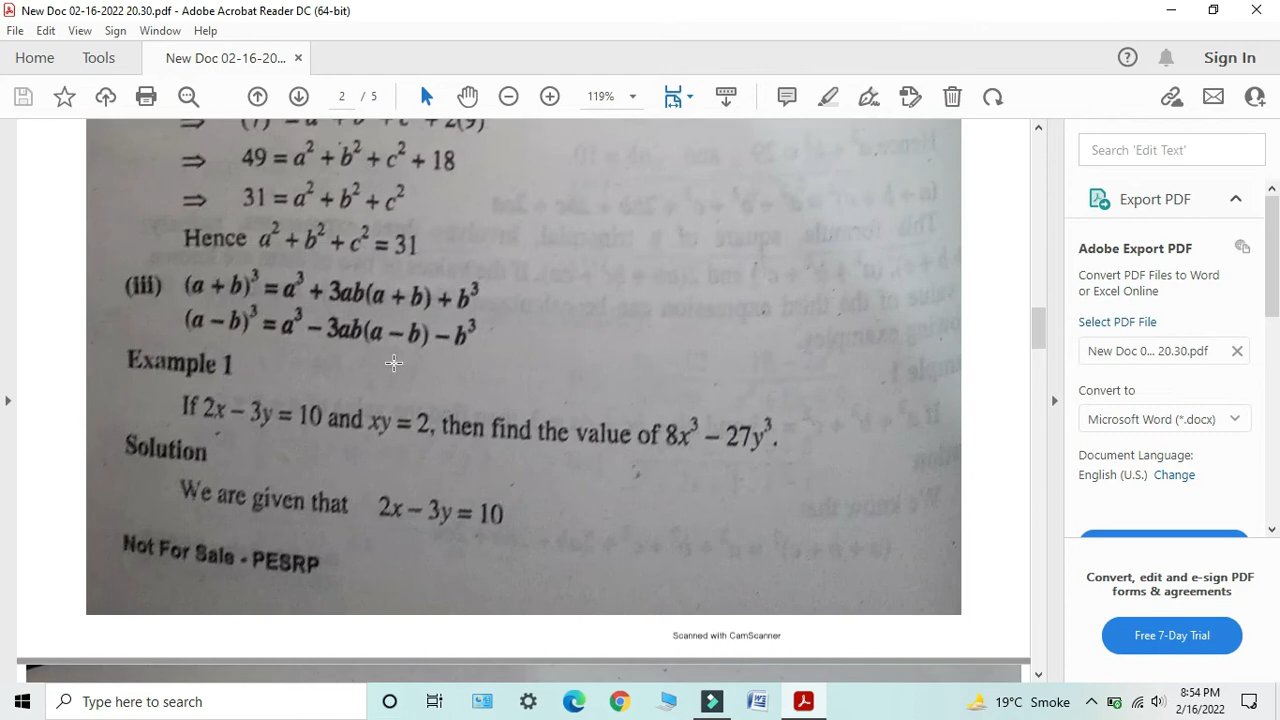 New Doc 02-16-2022 20.30.pdf - Adobe Acrobat Reader DC (64-bit)
File Edit View Sign Window Help
Home Tools New Doc 02-16-20... × Sign In
2 / 5 119%
⇒ 49 = a² + b² + c² + 18
⇒ 31 = a² + b² + c²
Hence a² + b² + c² = 31
(iii) (a + b)³ = a³ + 3ab(a + b) + b³
(a − b)³ = a³ − 3ab(a − b) − b³
Example 1
If 2x − 3y = 10 and xy = 2, then find the value of 8x³ − 27y³.
Solution
We are given that 2x − 3y = 10
Not For Sale - PESRP
Scanned with CamScanner
Search 'Edit Text'
Export PDF
Adobe Export PDF
Convert PDF Files to Word
or Excel Online
Select PDF File
New Doc 0... 20.30.pdf
Convert to
Microsoft Word (*.docx)
Document Language:
English (U.S.) Change
Convert, edit and e-sign PDF
forms & agreements
Free 7-Day Trial
Type here to search
19°C Smoke
8:54 PM
2/16/2022